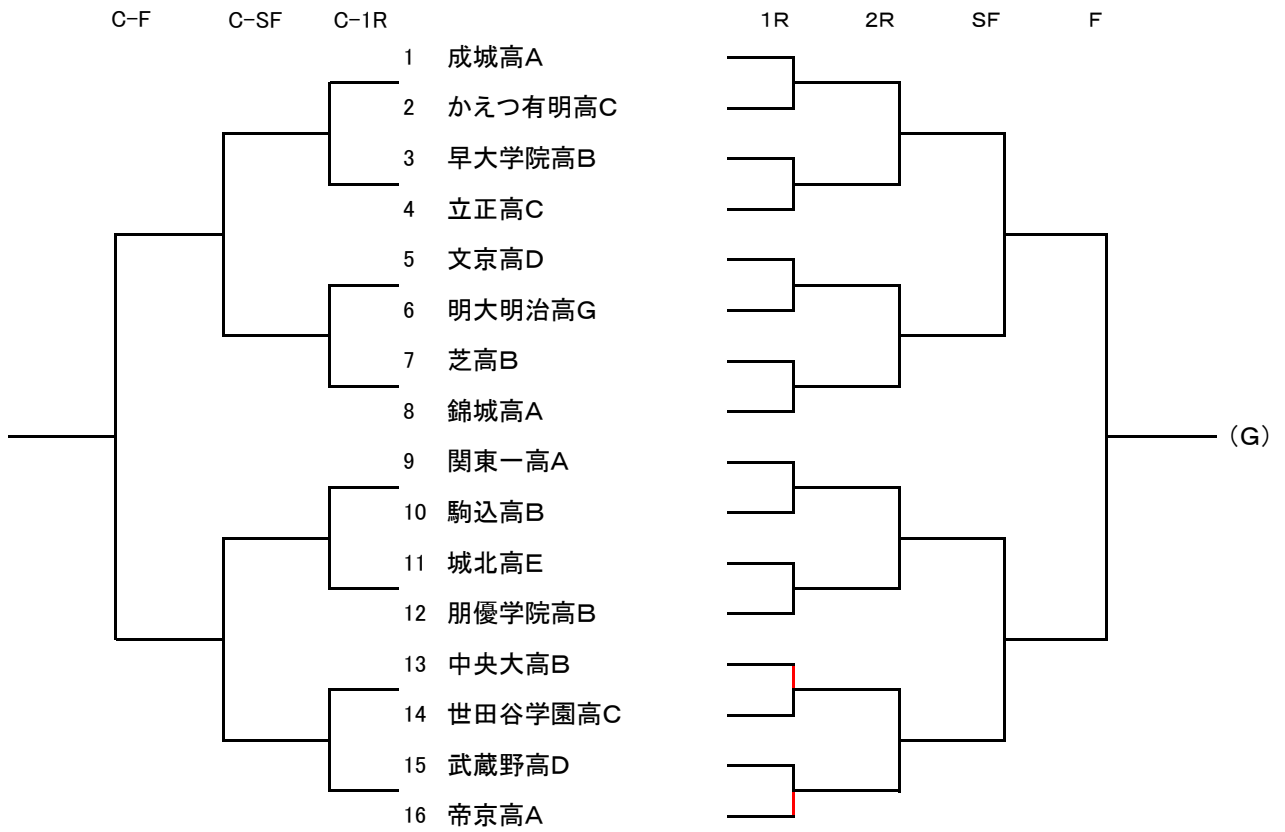 C-F C-SF C-1R 1R 2R SF F
1 成城高A
2 かえつ有明高C
3 早大学院高B
4 立正高C
5 文京高D
6 明大明治高G
7 芝高B
8 錦城高A
（G）
9 関東一高A
10 駒込高B
11 城北高E
12 朋優学院高B
13 中央大高B
14 世田谷学園高C
15 武蔵野高D
16 帝京高A